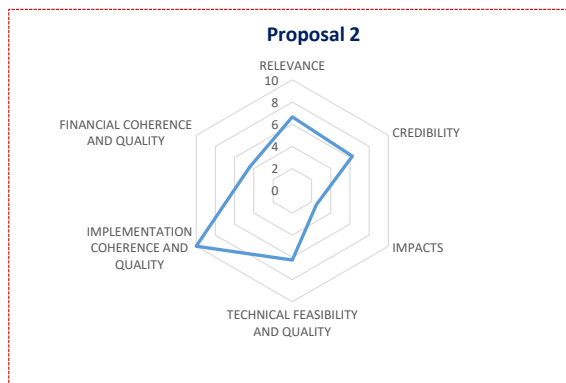 Proposal 2
RELEVANCE
10
8
6
4
2
0
CREDIBILITY
IMPACTS
TECHNICAL FEASIBILITY
AND QUALITY
IMPLEMENTATION
COHERENCE AND
QUALITY
FINANCIAL COHERENCE
AND QUALITY